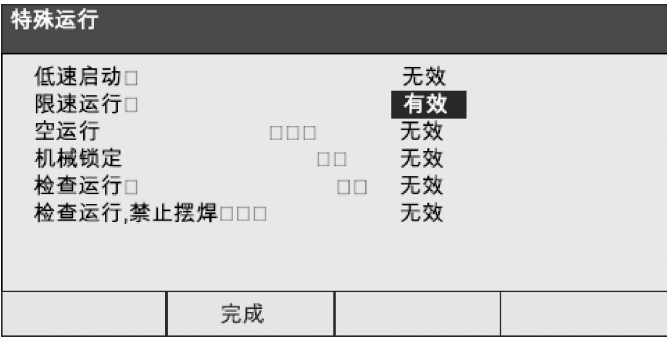 特殊运行
低速启动□ 无效
限速运行□ 有效
空运行 □□□ 无效
机械锁定 □□ 无效
检查运行□ □□ 无效
检查运行,禁止摆焊□□□ 无效
完成